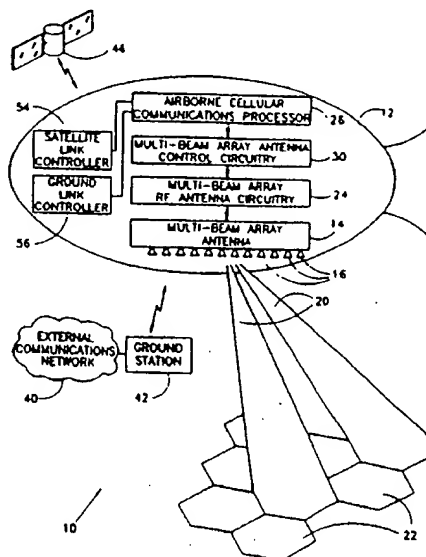 44
54
AIRBORNE CELLULAR
COMMUNICATIONS PROCESSOR
12
26
SATELLITE
LINK
CONTROLLER
MULTI-BEAM ARRAY ANTENNA
CONTROL CIRCUITRY
30
GROUND
LINK
CONTROLLER
MULTI-BEAM ARRAY
RF ANTENNA CIRCUITRY
24
56
MULTI-BEAM ARRAY
ANTENNA
14
16
20
EXTERNAL
COMMUNICATIONS
NETWORK
GROUND
STATION
40
42
10
22